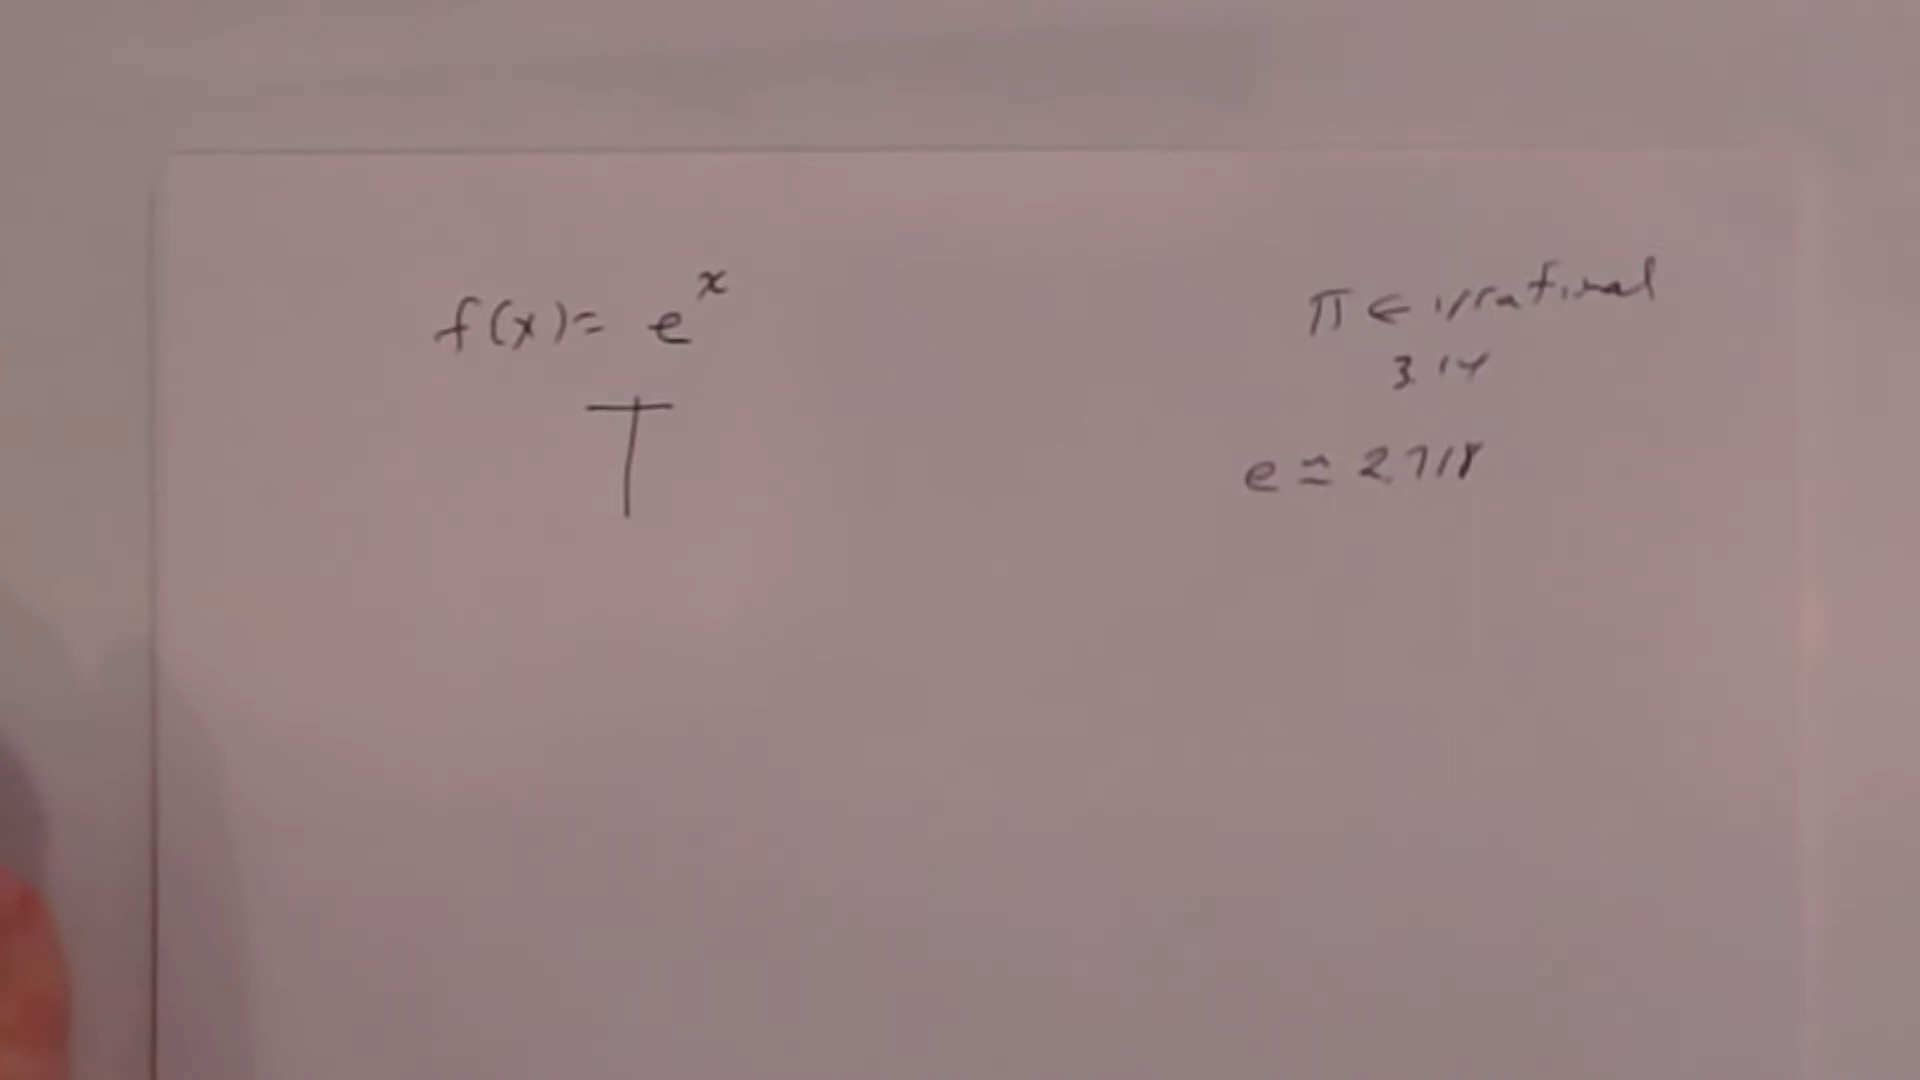 f(x)= e^x
π ← irrational
3.14
e ≈ 2.718